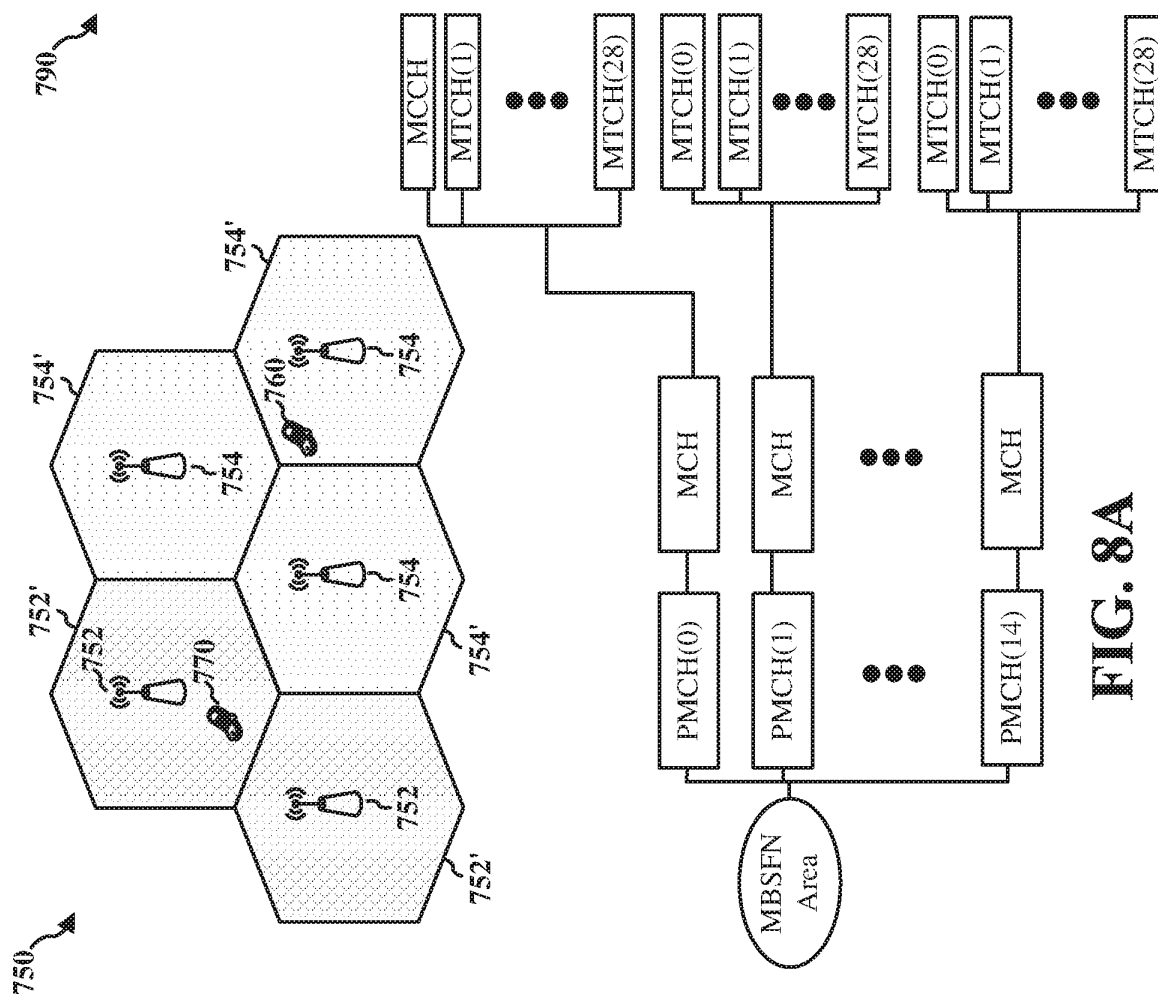 750
790
752'
754'
752
770
754
754'
760
752
754
754
752'
754'
MCCH
MTCH(1)
MTCH(28)
PMCH(0)
MCH
MTCH(0)
MTCH(1)
MBSFN
Area
PMCH(1)
MCH
MTCH(28)
MTCH(0)
MTCH(1)
PMCH(14)
MCH
MTCH(28)
FIG. 8A